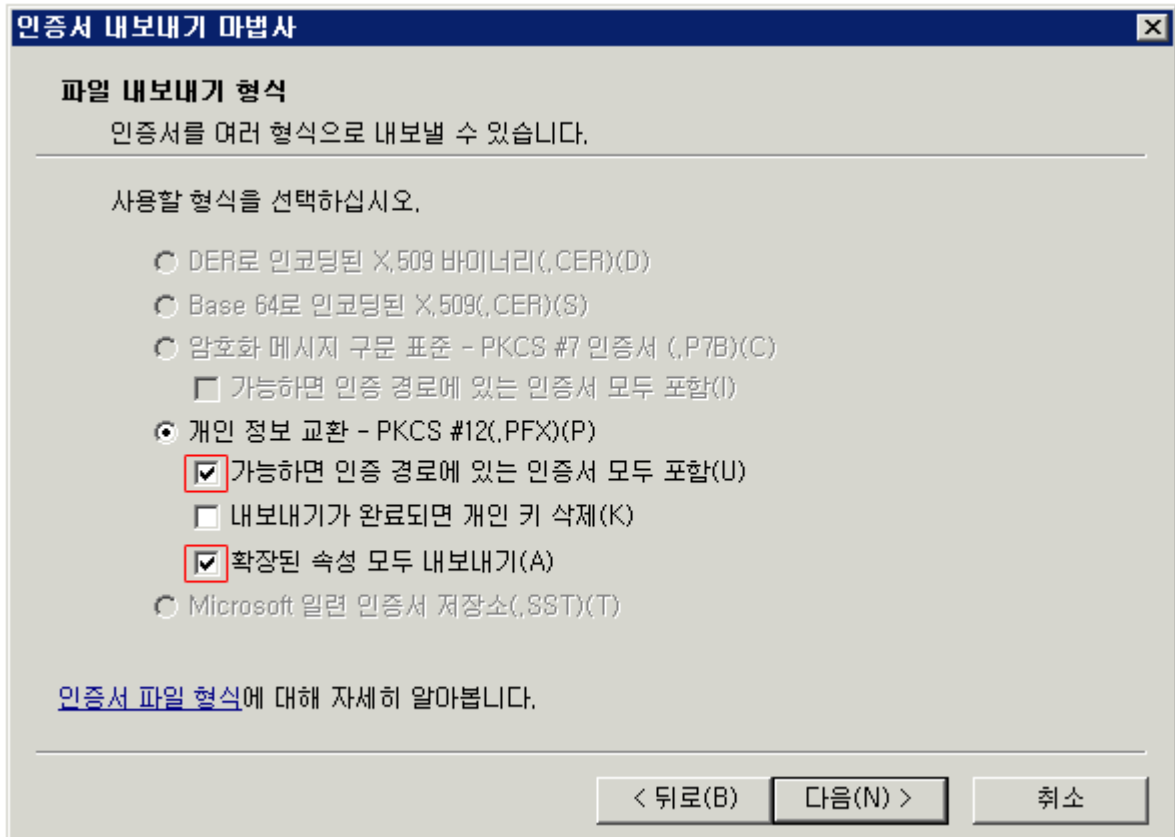 인증서 내보내기 마법사
파일 내보내기 형식
인증서를 여러 형식으로 내보낼 수 있습니다.
사용할 형식을 선택하십시오.
DER로 인코딩된 X.509 바이너리(.CER)(D)
Base 64로 인코딩된 X.509(.CER)(S)
암호화 메시지 구문 표준 - PKCS #7 인증서 (.P7B)(C)
가능하면 인증 경로에 있는 인증서 모두 포함(I)
개인 정보 교환 - PKCS #12(.PFX)(P)
가능하면 인증 경로에 있는 인증서 모두 포함(U)
내보내기가 완료되면 개인 키 삭제(K)
확장된 속성 모두 내보내기(A)
Microsoft 일련 인증서 저장소(.SST)(T)
인증서 파일 형식에 대해 자세히 알아봅니다.
< 뒤로(B) 다음(N) > 취소